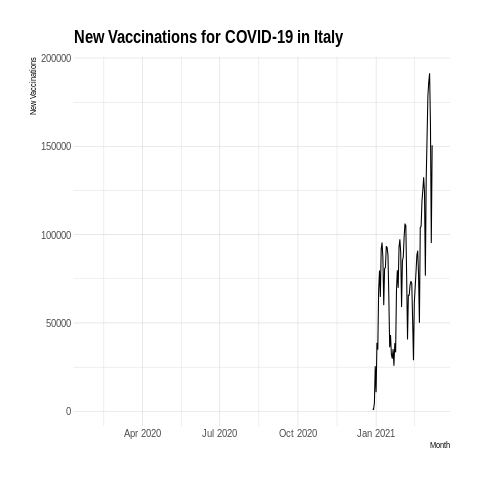 New Vaccinations for COVID-19 in Italy
New Vaccinations
200000
150000
100000
50000
0
Apr 2020 Jul 2020 Oct 2020 Jan 2021
Month